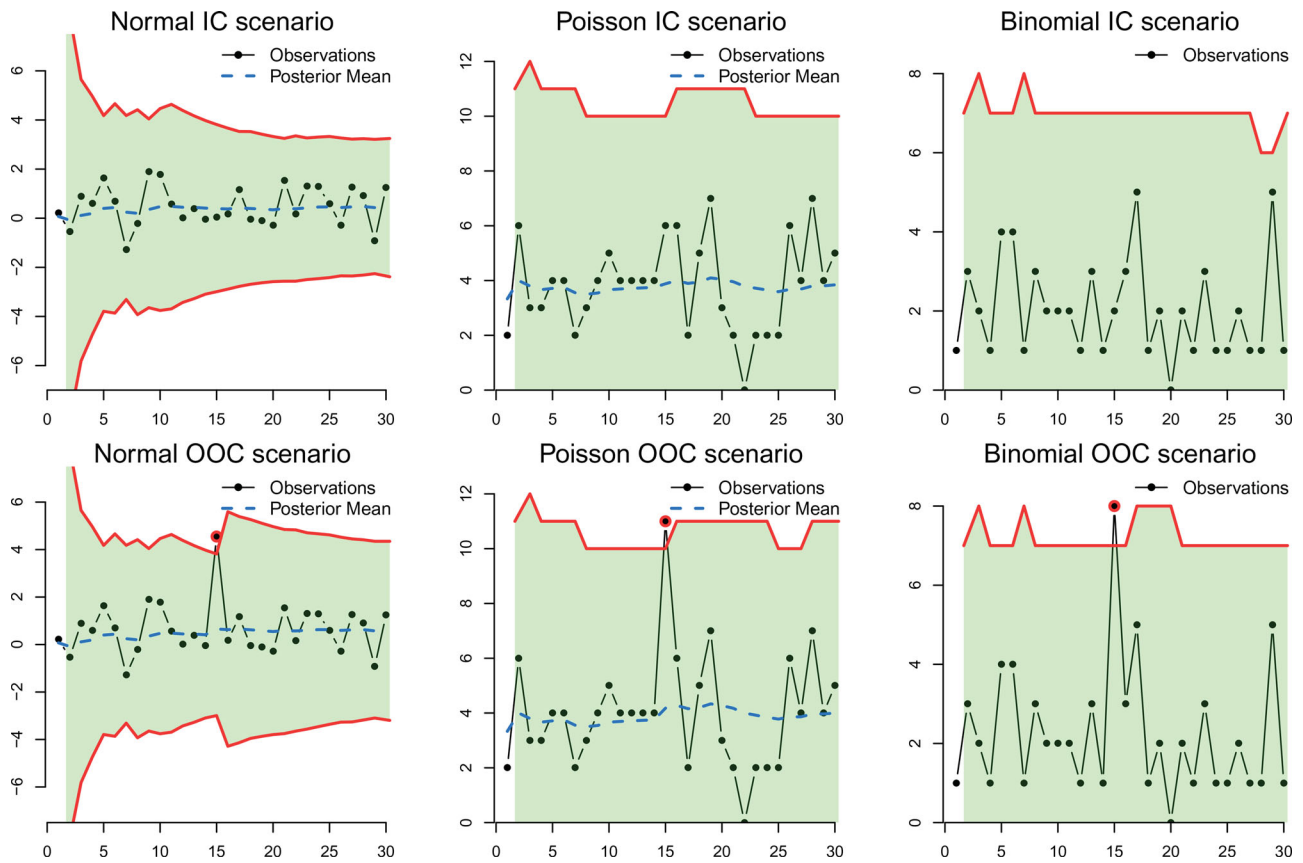 Normal IC scenario
Observations
Posterior Mean
6
4
2
0
−2
−4
−6
0 5 10 15 20 25 30
Poisson IC scenario
Observations
Posterior Mean
12
10
8
6
4
2
0
0 5 10 15 20 25 30
Binomial IC scenario
Observations
8
6
4
2
0
0 5 10 15 20 25 30
Normal OOC scenario
Observations
Posterior Mean
6
4
2
0
−2
−4
−6
0 5 10 15 20 25 30
Poisson OOC scenario
Observations
Posterior Mean
12
10
8
6
4
2
0
0 5 10 15 20 25 30
Binomial OOC scenario
Observations
8
6
4
2
0
0 5 10 15 20 25 30